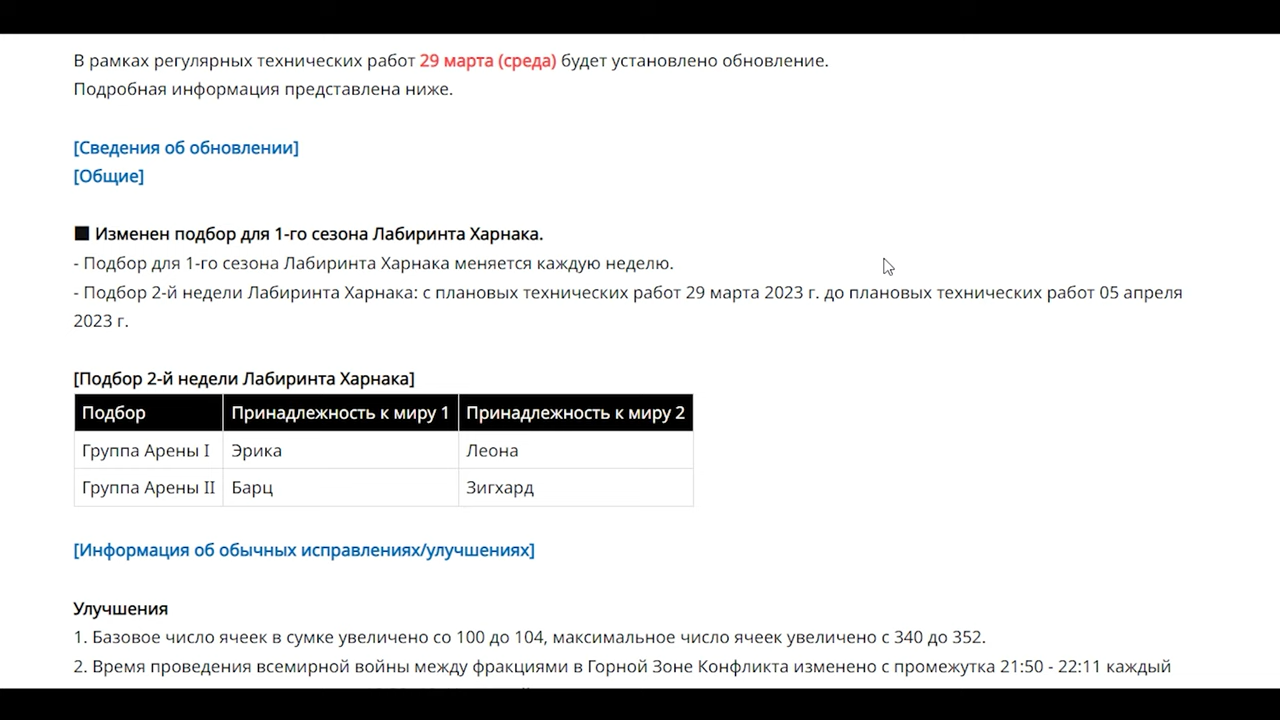 В рамках регулярных технических работ 29 марта (среда) будет установлено обновление.
Подробная информация представлена ниже.
[Сведения об обновлении]
[Общие]
■ Изменен подбор для 1-го сезона Лабиринта Харнака.
- Подбор для 1-го сезона Лабиринта Харнака меняется каждую неделю.
- Подбор 2-й недели Лабиринта Харнака: с плановых технических работ 29 марта 2023 г. до плановых технических работ 05 апреля
2023 г.
[Подбор 2-й недели Лабиринта Харнака]
Подбор Принадлежность к миру 1 Принадлежность к миру 2
Группа Арены I Эрика Леона
Группа Арены II Барц Зигхард
[Информация об обычных исправлениях/улучшениях]
Улучшения
1. Базовое число ячеек в сумке увеличено со 100 до 104, максимальное число ячеек увеличено с 340 до 352.
2. Время проведения всемирной войны между фракциями в Горной Зоне Конфликта изменено с промежутка 21:50 - 22:11 каждый